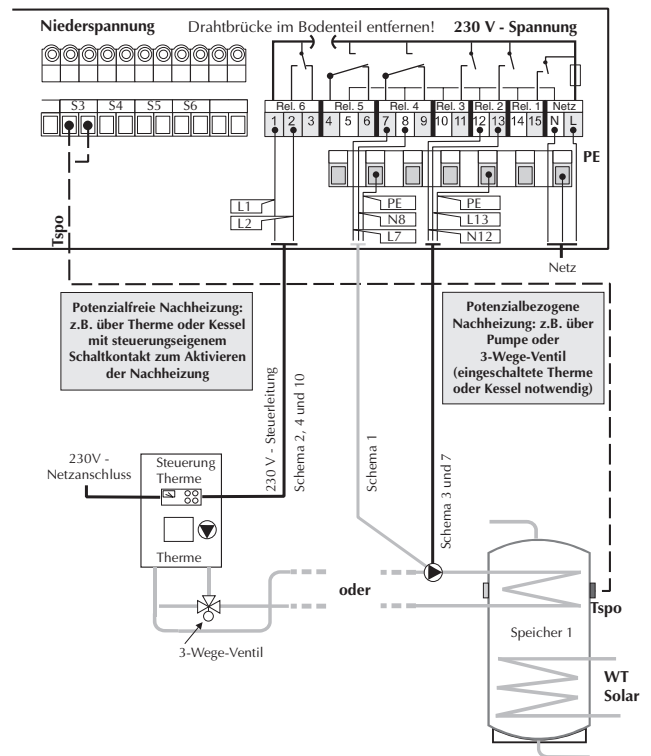 Niederspannung
Drahtbrücke im Bodenteil entfernen!
230 V - Spannung
S3 S4 S5 S6
Rel. 6 Rel. 5 Rel. 4 Rel. 3 Rel. 2 Rel. 1 Netz
1 2 3 4 5 6 7 8 9 10 11 12 13 14 15 N L
PE
L1
L2
PE
N8
L7
PE
L13
N12
Tspo
Netz
Potenzialfreie Nachheizung:
z.B. über Therme oder Kessel
mit steuerungseigenem
Schaltkontakt zum Aktivieren
der Nachheizung
Potenzialbezogene
Nachheizung: z.B. über
Pumpe oder
3-Wege-Ventil
(eingeschaltete Therme
oder Kessel notwendig)
230 V - Steuerleitung
Schema 2, 4 und 10
Schema 1
Schema 3 und 7
230V -
Netzanschluss
Steuerung
Therme
Therme
oder
3-Wege-Ventil
Tspo
Speicher 1
WT
Solar